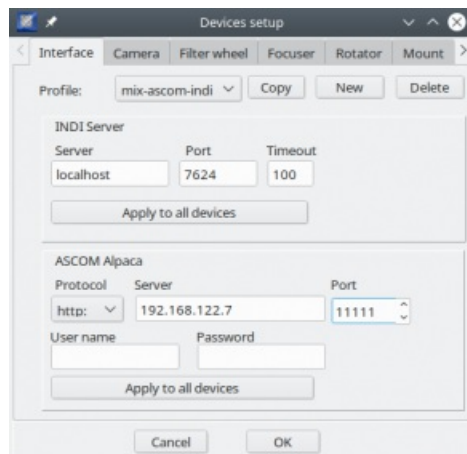 Devices setup
Interface Camera Filter wheel Focuser Rotator Mount
Profile: mix-ascom-indi Copy New Delete
INDI Server
Server Port Timeout
localhost 7624 100
Apply to all devices
ASCOM Alpaca
Protocol Server Port
http: 192.168.122.7 11111
User name Password
Apply to all devices
Cancel OK